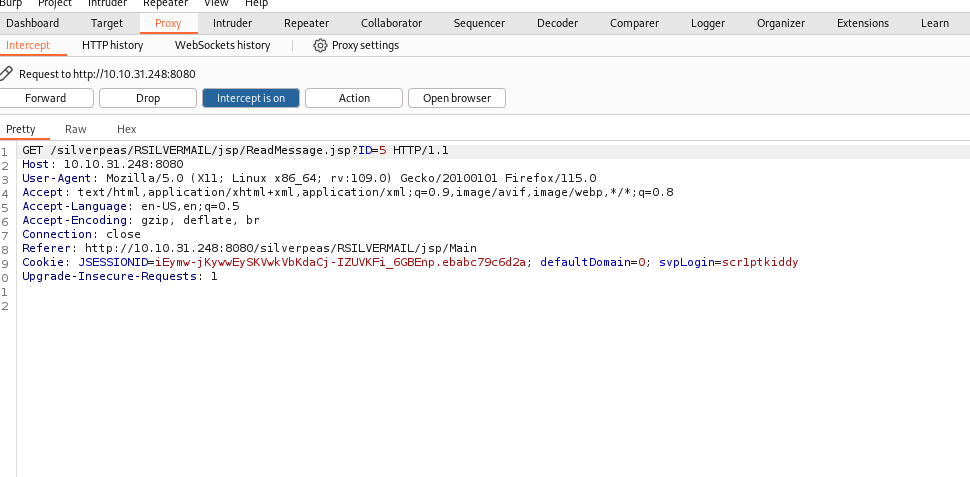 Burp Project Intruder Repeater View Help
Dashboard Target Proxy Intruder Repeater Collaborator Sequencer Decoder Comparer Logger Organizer Extensions Learn
Intercept HTTP history WebSockets history Proxy settings
Request to http://10.10.31.248:8080
Forward Drop Intercept is on Action Open browser
Pretty Raw Hex
1 GET /silverpeas/RSILVERMAIL/jsp/ReadMessage.jsp?ID=5 HTTP/1.1
2 Host: 10.10.31.248:8080
3 User-Agent: Mozilla/5.0 (X11; Linux x86_64; rv:109.0) Gecko/20100101 Firefox/115.0
4 Accept: text/html,application/xhtml+xml,application/xml;q=0.9,image/avif,image/webp,*/*;q=0.8
5 Accept-Language: en-US,en;q=0.5
6 Accept-Encoding: gzip, deflate, br
7 Connection: close
8 Referer: http://10.10.31.248:8080/silverpeas/RSILVERMAIL/jsp/Main
9 Cookie: JSESSIONID=iEymw-jKywwEySKVwkVbKdaCj-IZUVKFi_6GBEnp.ebabc79c6d2a; defaultDomain=0; svpLogin=scr1ptkiddy
0 Upgrade-Insecure-Requests: 1
1
2